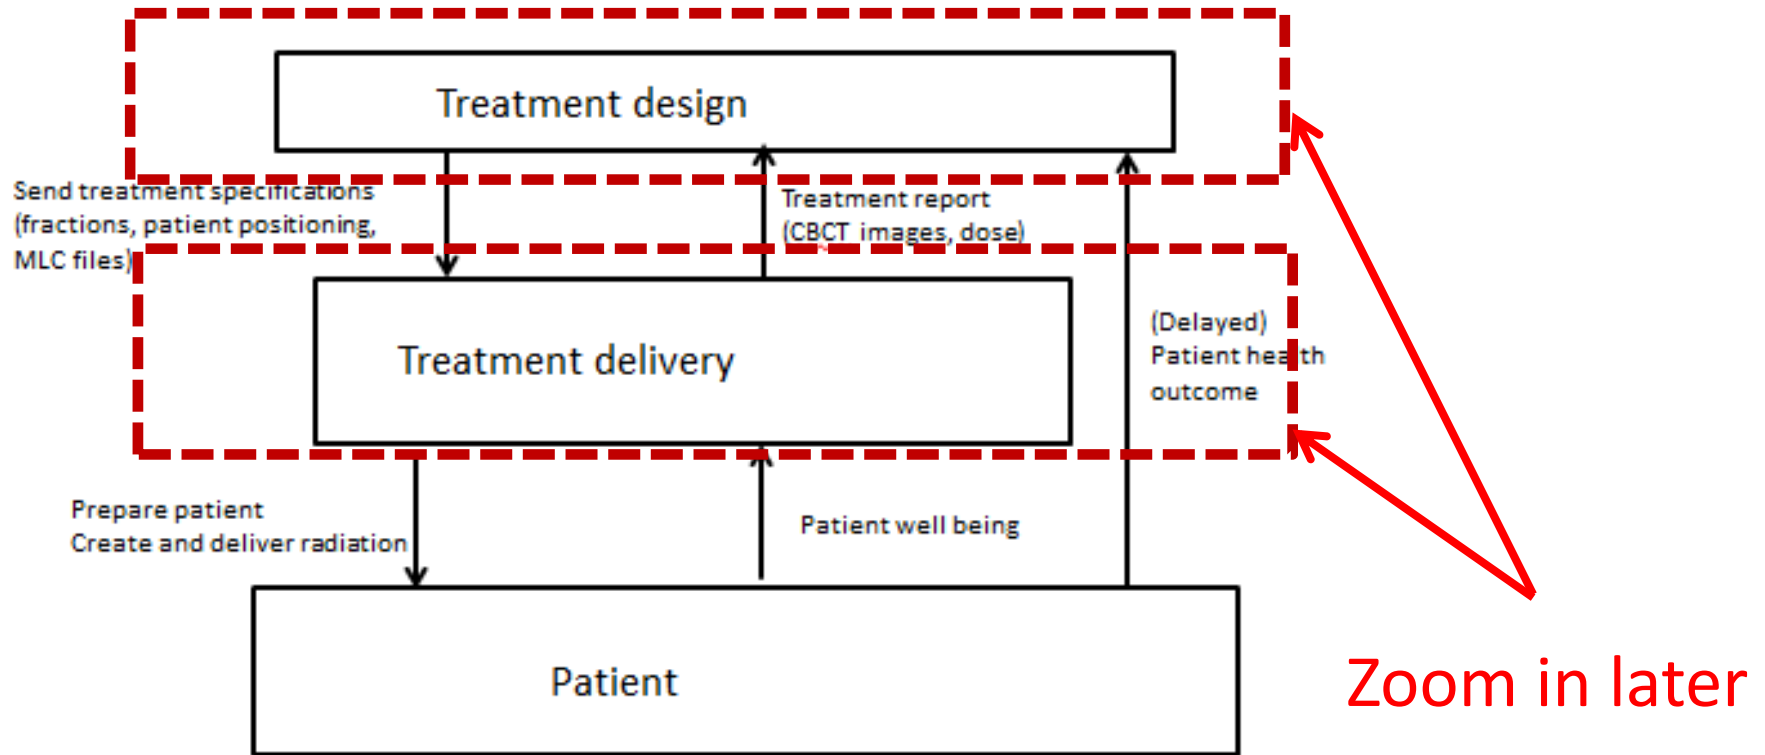 Treatment design
Send treatment specifications
(fractions, patient positioning,
MLC files)
Treatment report
(CBCT images, dose)
Treatment delivery
(Delayed)
Patient health
outcome
Prepare patient
Create and deliver radiation
Patient well being
Patient
Zoom in later